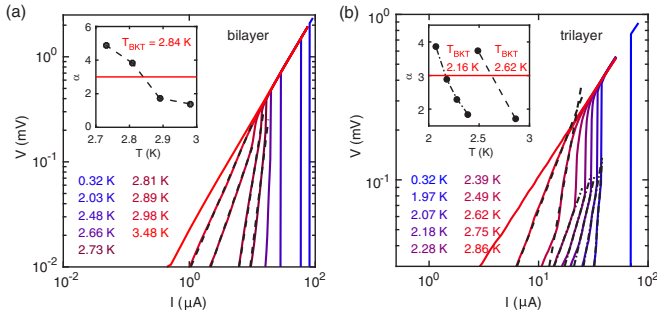 (a)
bilayer
T_BKT = 2.84 K
α
6
4
2
0
2.7 2.8 2.9 3
T (K)
V (mV)
10^0
10^-1
10^-2
0.32 K 2.81 K
2.03 K 2.89 K
2.48 K 2.98 K
2.66 K 3.48 K
2.73 K
10^-2 10^0 10^2
I (μA)
(b)
trilayer
T_BKT T_BKT
2.16 K 2.62 K
α
4
3
2
1
2 2.5 3
T (K)
V (mV)
10^0
10^-1
0.32 K 2.39 K
1.97 K 2.49 K
2.07 K 2.62 K
2.18 K 2.75 K
2.28 K 2.86 K
10^0 10^1 10^2
I (μA)